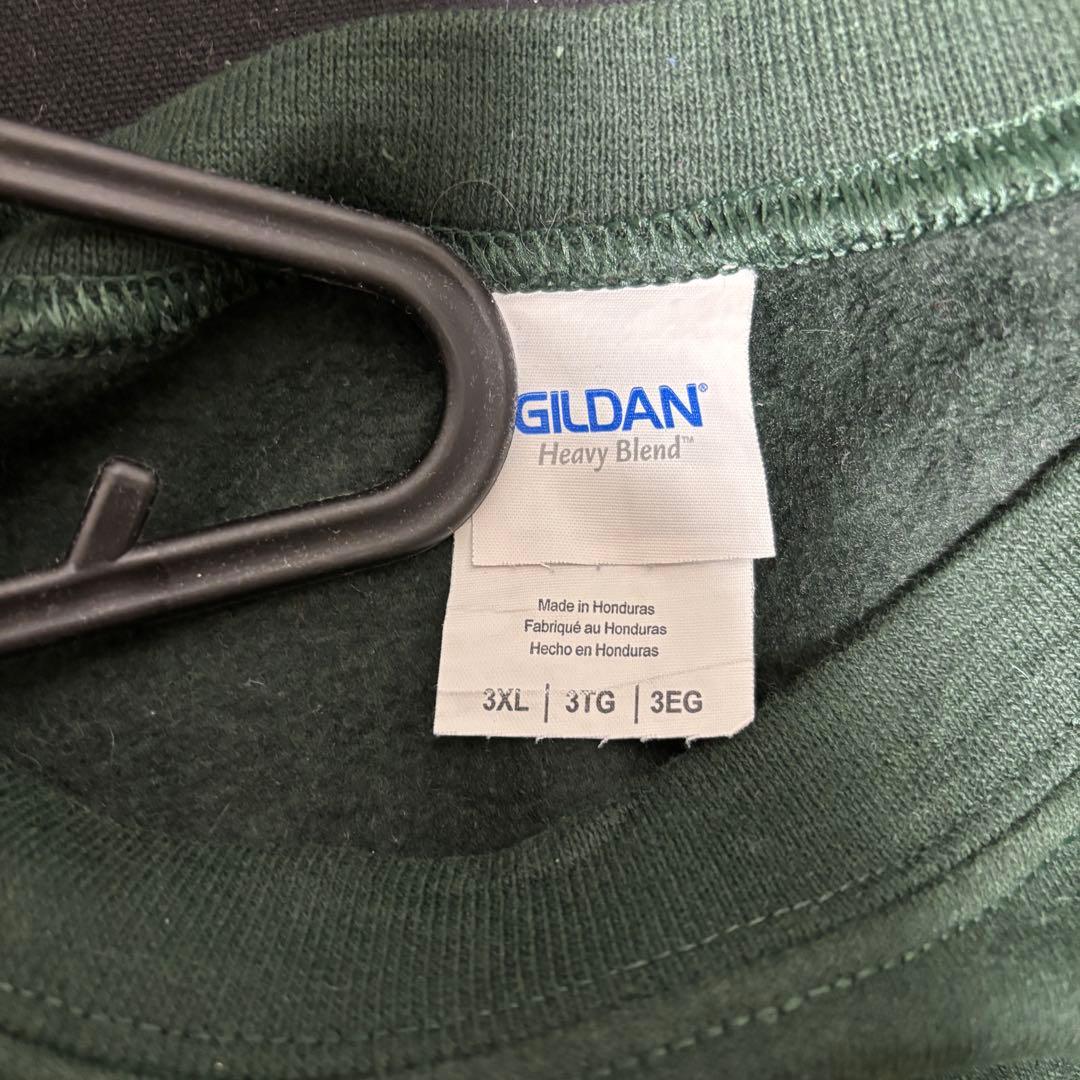 GILDAN®
Heavy Blend™
Made in Honduras
Fabriqué au Honduras
Hecho en Honduras
3XL | 3TG | 3EG